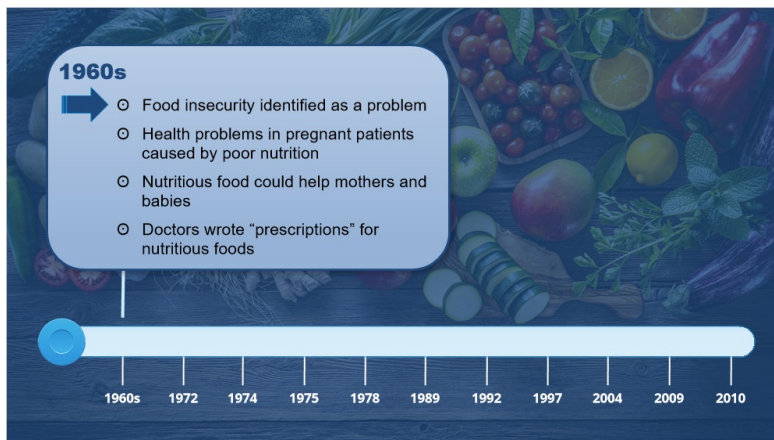 1960s
Food insecurity identified as a problem
Health problems in pregnant patients
caused by poor nutrition
Nutritious food could help mothers and
babies
Doctors wrote “prescriptions” for
nutritious foods
1960s 1972 1974 1975 1978 1989 1992 1997 2004 2009 2010